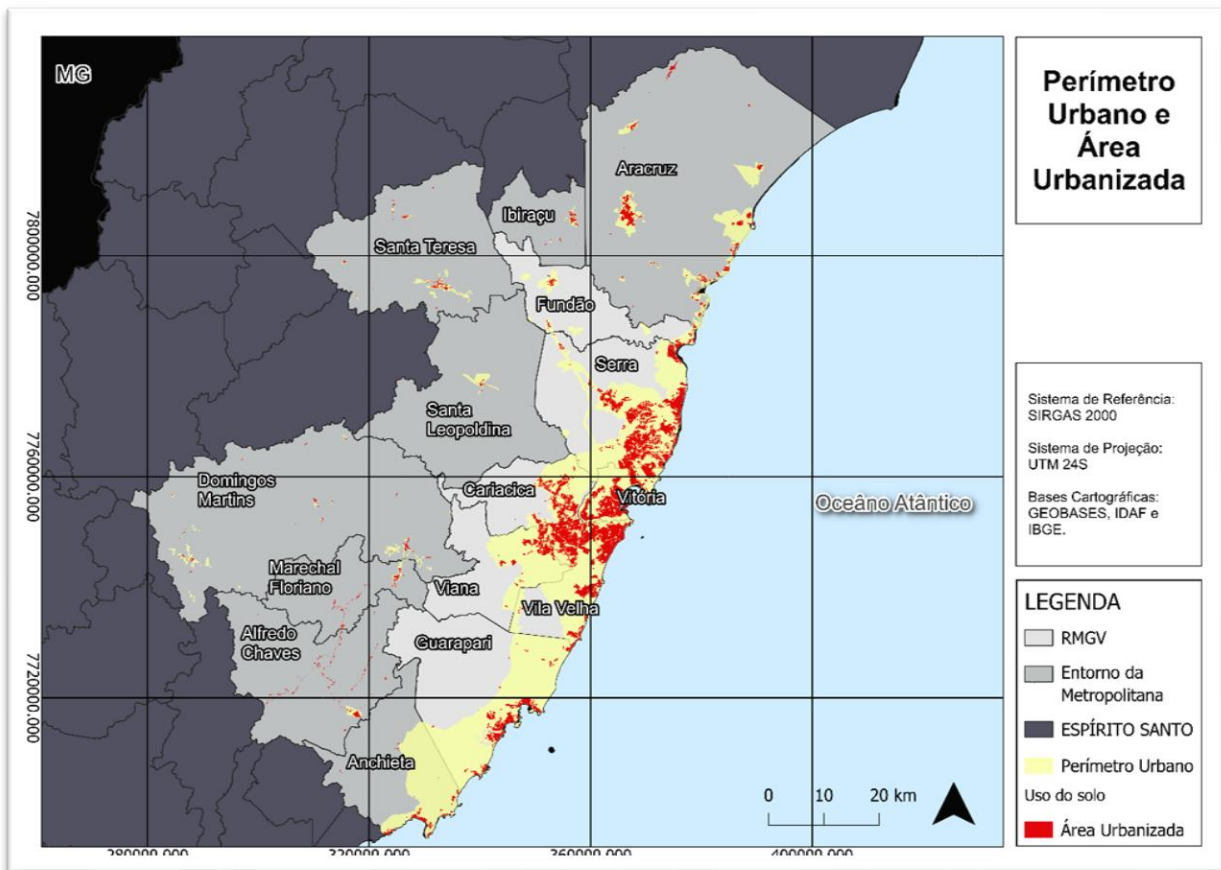 MG
Aracruz
Ibiraçu
Santa Teresa
Fundão
Serra
Santa
Leopoldina
Domingos
Martins
Cariacica
Vitória
Marechal
Floriano
Viana
Vila Velha
Alfredo
Chaves
Guarapari
Anchieta
Oceâno Atântico
0 10 20 km
7800000.000
7760000.000
7720000.000
280000.000
320000.000
360000.000
400000.000
Perímetro
Urbano e
Área
Urbanizada
Sistema de Referência:
SIRGAS 2000
Sistema de Projeção:
UTM 24S
Bases Cartográficas:
GEOBASES, IDAF e
IBGE.
LEGENDA
RMGV
Entorno da
Metropolitana
ESPÍRITO SANTO
Perímetro Urbano
Uso do solo
Área Urbanizada